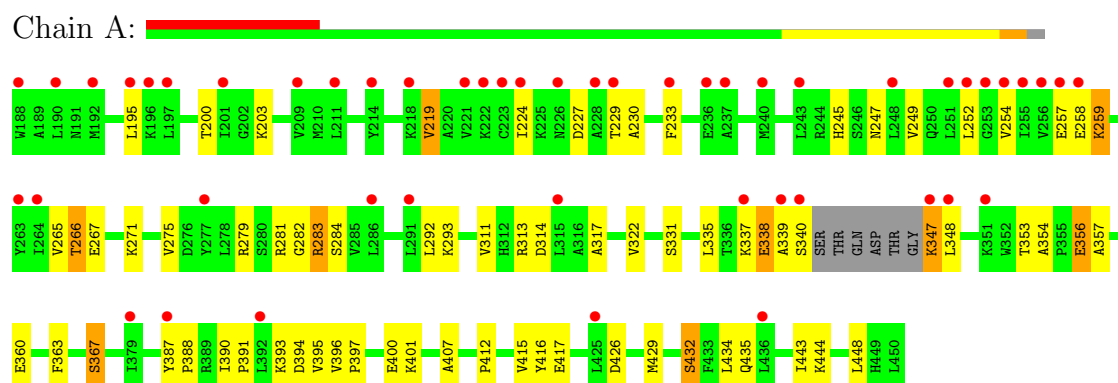 Chain A:
W188 A189 L190 N191 M192 L195 K196 L197 T200 I201 G202 K203 V209 M210 L211 Y214 K218 V219 A220 V221 K222 C223 I224 K225 N226 D227 A228 T229 A230 F233 E236 A237 M240 L243 R244 H245 S246 N247 L248 V249 Q250 L251 L252 G253 V254 I255 V256 E257 E258 K259
Y263 I264 V265 T266 E267 K271 V275 D276 Y277 L278 R279 S280 R281 G282 R283 S284 V285 L286 L291 L292 K293 V311 H312 R313 D314 L315 A316 A317 V322 S331 L335 T336 K337 E338 A339 S340 SER THR GLN ASP THR GLY K347 L348 K351 W352 T353 A354 P355 E356 A357
E360 F363 S367 I379 Y387 P388 R389 I390 P391 L392 K393 D394 V395 V396 P397 E400 K401 A407 P412 V415 Y416 E417 L425 D426 M429 S432 F433 L434 Q435 L436 I443 K444 L448 H449 L450